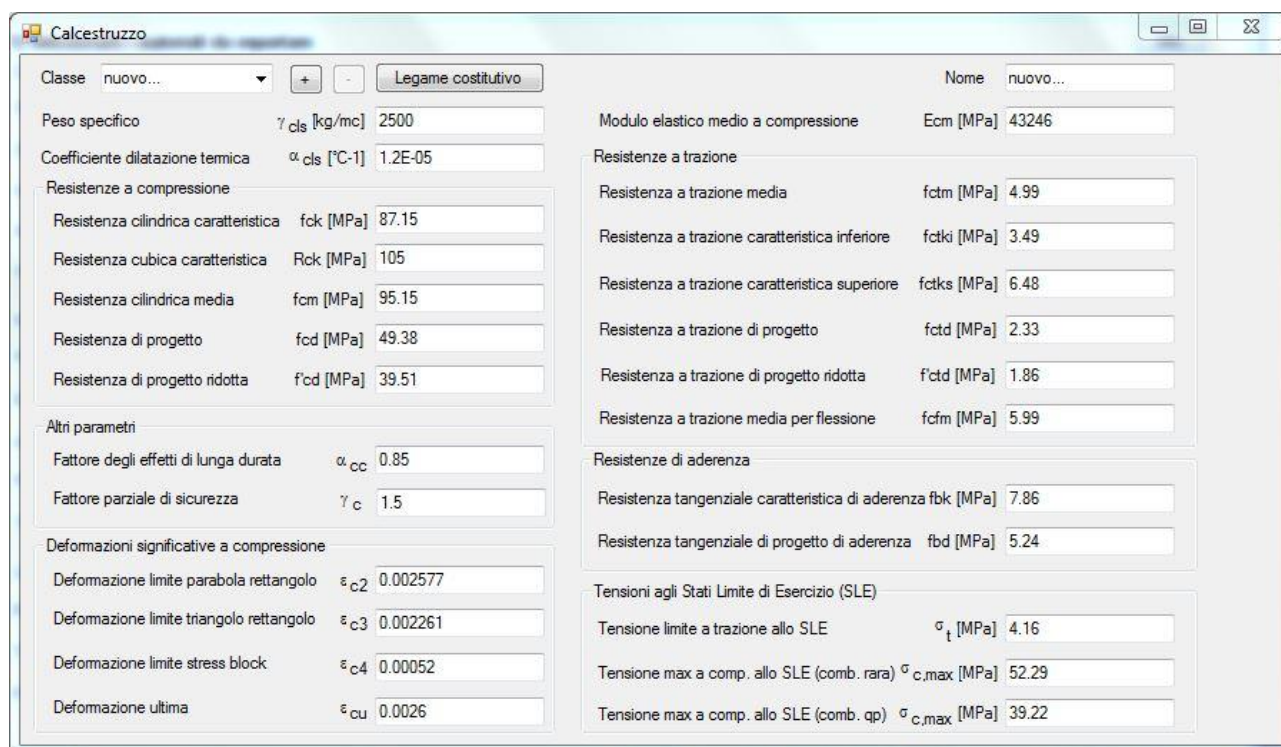 Calcestruzzo
Classe nuovo... + - Legame costitutivo Nome nuovo...
Peso specifico γ cls [kg/mc] 2500
Coefficiente dilatazione termica α cls [°C-1] 1.2E-05
Resistenze a compressione
Resistenza cilindrica caratteristica fck [MPa] 87.15
Resistenza cubica caratteristica Rck [MPa] 105
Resistenza cilindrica media fcm [MPa] 95.15
Resistenza di progetto fcd [MPa] 49.38
Resistenza di progetto ridotta f'cd [MPa] 39.51
Altri parametri
Fattore degli effetti di lunga durata α cc 0.85
Fattore parziale di sicurezza γ c 1.5
Deformazioni significative a compressione
Deformazione limite parabola rettangolo ε c2 0.002577
Deformazione limite triangolo rettangolo ε c3 0.002261
Deformazione limite stress block ε c4 0.00052
Deformazione ultima ε cu 0.0026
Modulo elastico medio a compressione Ecm [MPa] 43246
Resistenze a trazione
Resistenza a trazione media fctm [MPa] 4.99
Resistenza a trazione caratteristica inferiore fctki [MPa] 3.49
Resistenza a trazione caratteristica superiore fctks [MPa] 6.48
Resistenza a trazione di progetto fctd [MPa] 2.33
Resistenza a trazione di progetto ridotta f'ctd [MPa] 1.86
Resistenza a trazione media per flessione fcfm [MPa] 5.99
Resistenze di aderenza
Resistenza tangenziale caratteristica di aderenza fbk [MPa] 7.86
Resistenza tangenziale di progetto di aderenza fbd [MPa] 5.24
Tensioni agli Stati Limite di Esercizio (SLE)
Tensione limite a trazione allo SLE σ t [MPa] 4.16
Tensione max a comp. allo SLE (comb. rara) σ c,max [MPa] 52.29
Tensione max a comp. allo SLE (comb. qp) σ c,max [MPa] 39.22